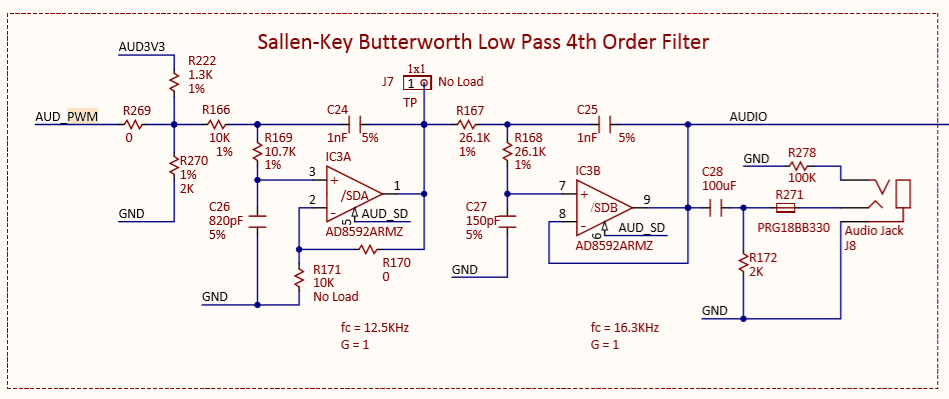 Sallen-Key Butterworth Low Pass 4th Order Filter
AUD3V3
R222
1.3K
1%
AUD_PWM
R269
0
R270
1%
2K
GND
R166
10K
1%
R169
10.7K
1%
C24
1nF
5%
J7
1x1
1
No Load
TP
IC3A
3
+
2
-
/SDA
1
5
AUD_SD
AD8592ARMZ
C26
820pF
5%
R171
10K
No Load
R170
0
GND
fc = 12.5KHz
G = 1
R167
26.1K
1%
R168
26.1K
1%
C25
1nF
5%
IC3B
7
+
8
-
/SDB
9
6
AUD_SD
AD8592ARMZ
C27
150pF
5%
GND
fc = 16.3KHz
G = 1
AUDIO
GND
R278
100K
C28
100uF
R271
PRG18BB330
R172
2K
GND
Audio Jack
J8